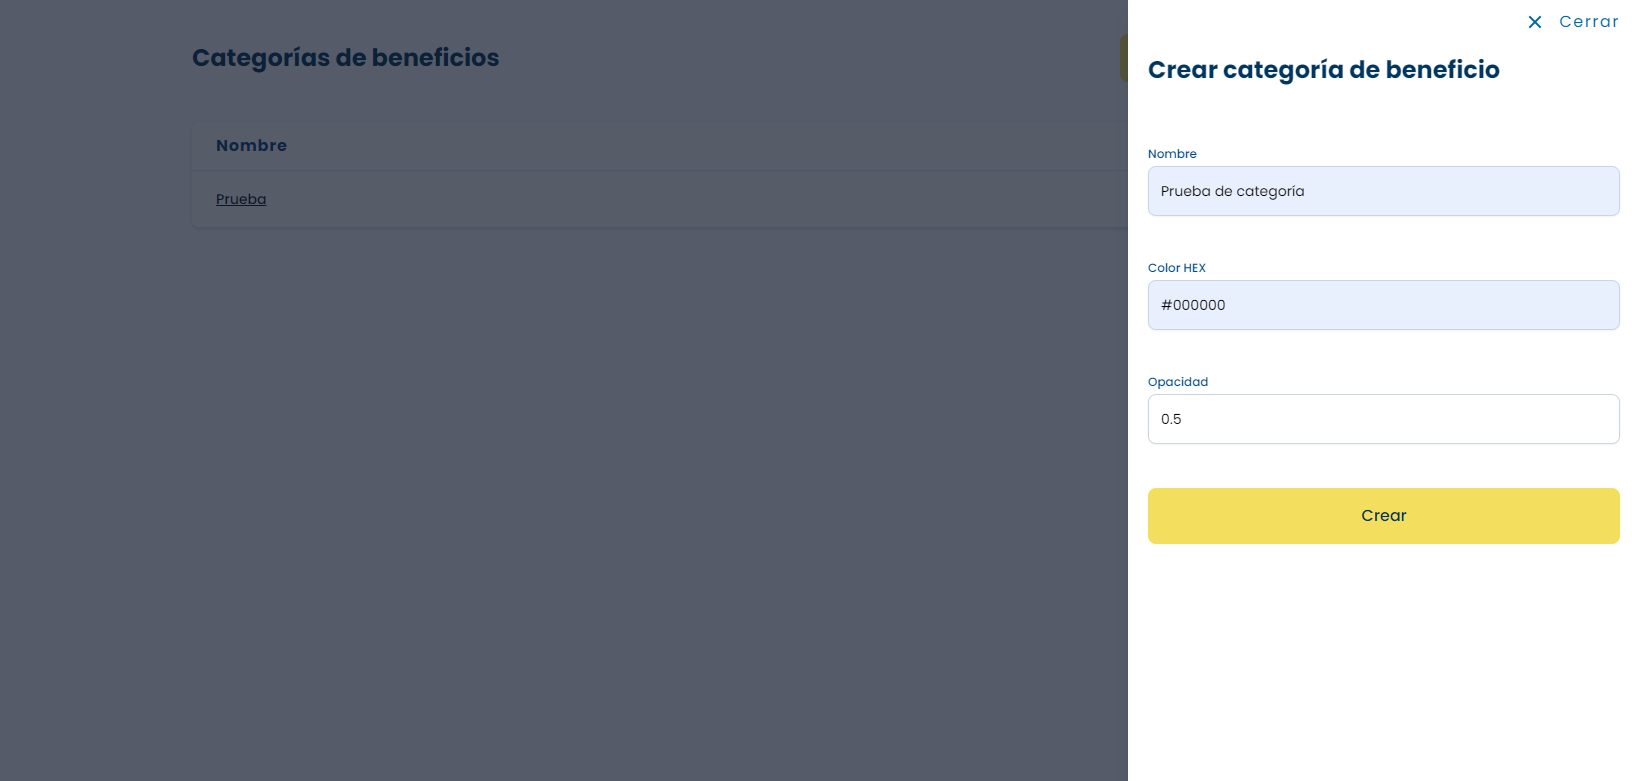 Categorías de beneficios
Nombre
Prueba
Cerrar
Crear categoría de beneficio
Nombre
Prueba de categoría
Color HEX
#000000
Opacidad
0.5
Crear